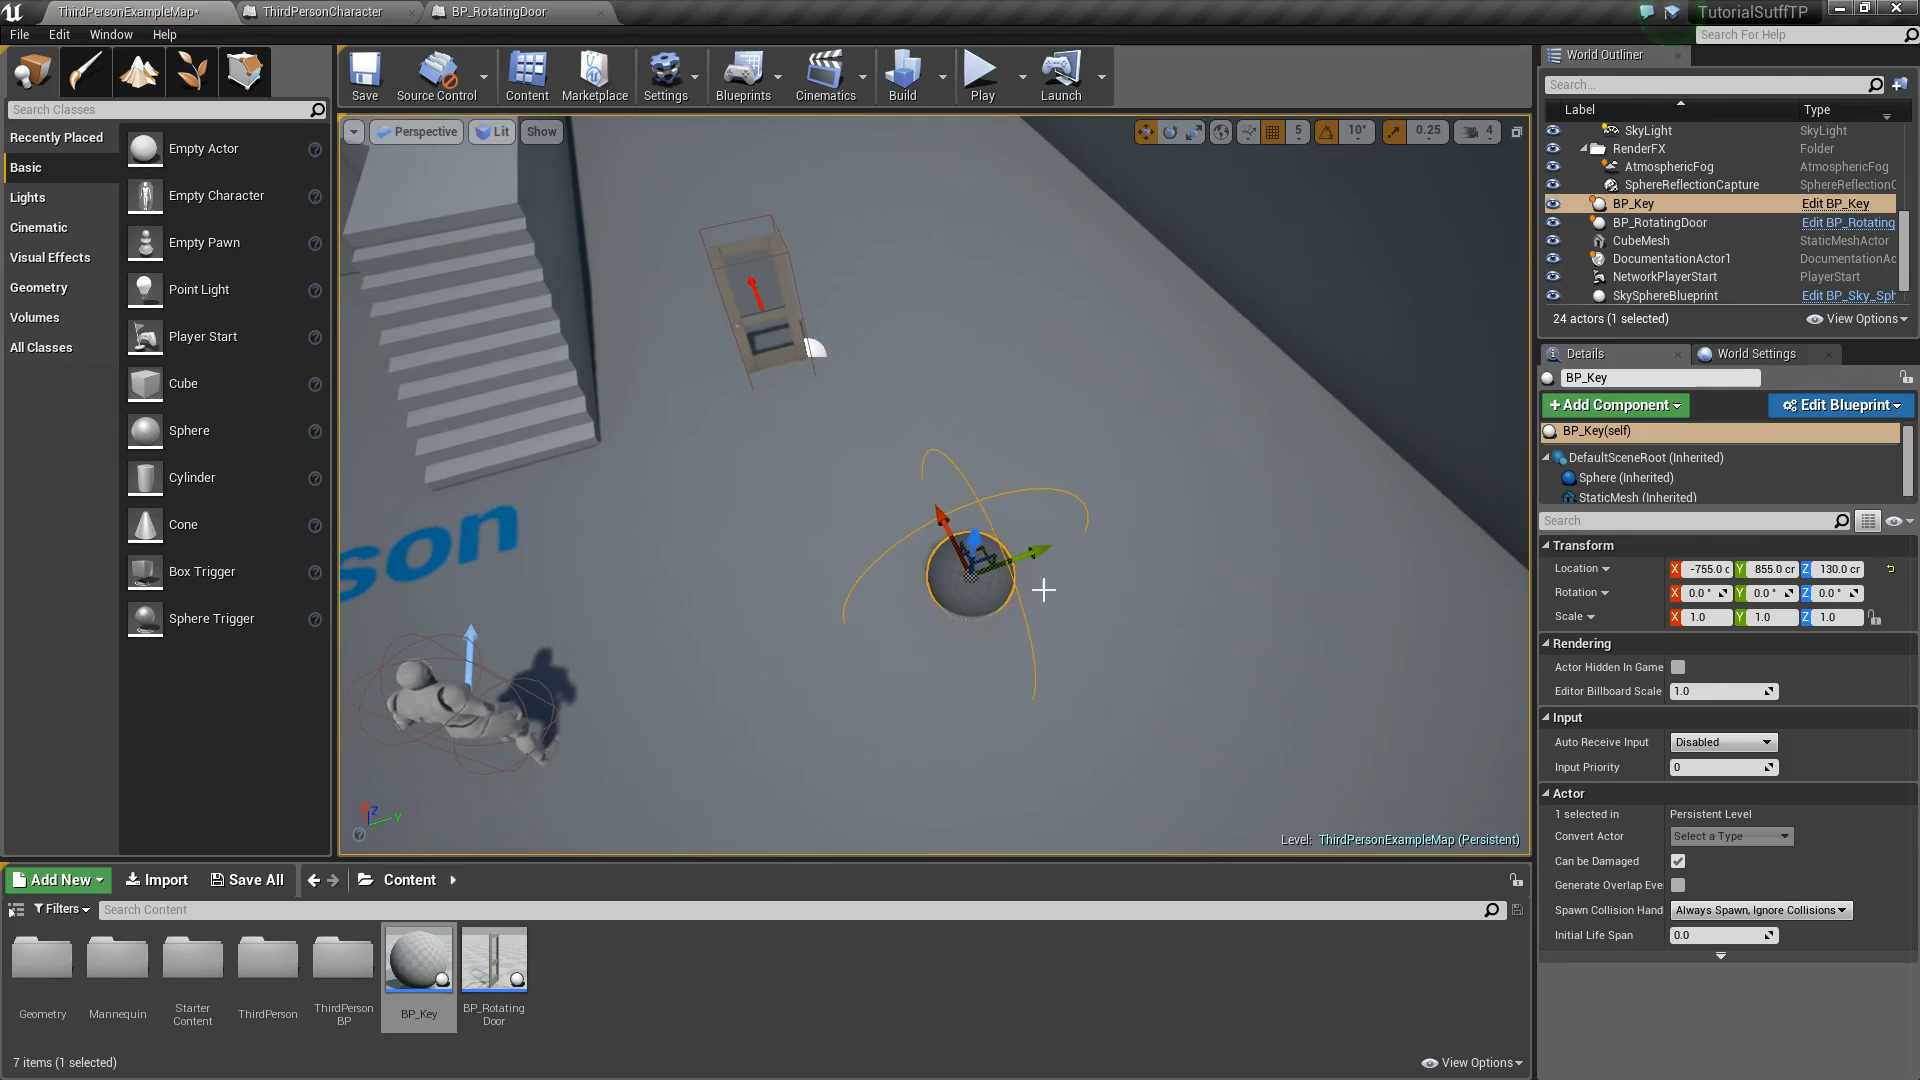 ThirdPersonExampleMap*
ThirdPersonCharacter
BP_RotatingDoor
TutorialSutffTP
File Edit Window Help
Search For Help
Search Classes
Recently Placed
Basic
Lights
Cinematic
Visual Effects
Geometry
Volumes
All Classes
Empty Actor
Empty Character
Empty Pawn
Point Light
Player Start
Cube
Sphere
Cylinder
Cone
Box Trigger
Sphere Trigger
Save
Source Control
Content
Marketplace
Settings
Blueprints
Cinematics
Build
Play
Launch
Perspective
Lit
Show
5
10°
0.25
4
son
Z
Y
Level: ThirdPersonExampleMap (Persistent)
World Outliner
Search...
Label Type
SkyLight SkyLight
RenderFX Folder
AtmosphericFog AtmosphericFog
SphereReflectionCapture SphereReflectionC
BP_Key Edit BP_Key
BP_RotatingDoor Edit BP_Rotating
CubeMesh StaticMeshActor
DocumentationActor1 DocumentationAc
NetworkPlayerStart PlayerStart
SkySphereBlueprint Edit BP_Sky_Sph
24 actors (1 selected)
View Options
Details
World Settings
BP_Key
+Add Component
Edit Blueprint
BP_Key(self)
DefaultSceneRoot (Inherited)
Sphere (Inherited)
StaticMesh (Inherited)
Search
Transform
Location X -755.0 c Y 855.0 cr Z 130.0 cr
Rotation X 0.0 ° Y 0.0 ° Z 0.0 °
Scale X 1.0 Y 1.0 Z 1.0
Rendering
Actor Hidden In Game
Editor Billboard Scale 1.0
Input
Auto Receive Input Disabled
Input Priority 0
Actor
1 selected in Persistent Level
Convert Actor Select a Type
Can be Damaged
Generate Overlap Eve
Spawn Collision Hand Always Spawn, Ignore Collisions
Initial Life Span 0.0
Add New
Import
Save All
Content
Filters
Search Content
Geometry
Mannequin
Starter
Content
ThirdPerson
ThirdPerson
BP
BP_Key
BP_Rotating
Door
7 items (1 selected)
View Options